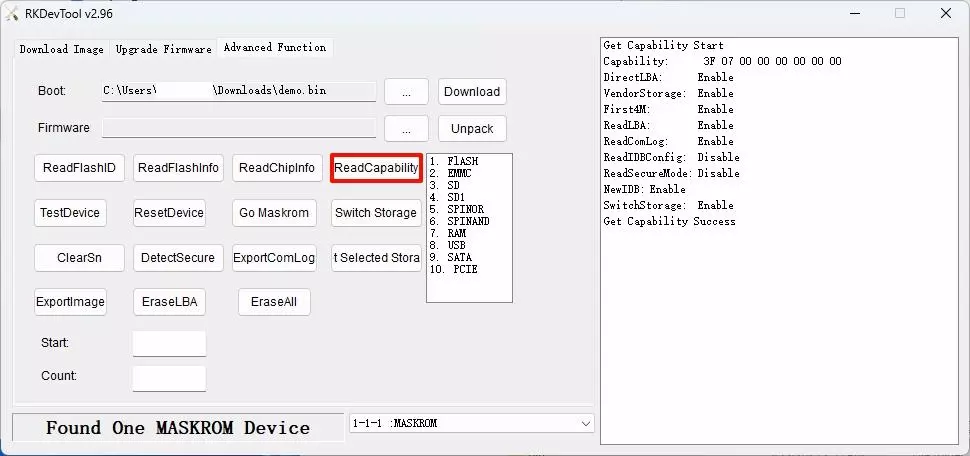 RKDevTool v2.96
Download Image Upgrade Firmware Advanced Function
Boot: C:\Users\ \Downloads\demo.bin ... Download
Firmware ... Unpack
ReadFlashID ReadFlashInfo ReadChipInfo ReadCapability
TestDevice ResetDevice Go Maskrom Switch Storage
ClearSn DetectSecure ExportComLog t Selected Stora
ExportImage EraseLBA EraseAll
1. FlASH
2. EMMC
3. SD
4. SD1
5. SPINOR
6. SPINAND
7. RAM
8. USB
9. SATA
10. PCIE
Start:
Count:
Found One MASKROM Device
1-1-1 :MASKROM
Get Capability Start
Capability: 3F 07 00 00 00 00 00 00
DirectLBA: Enable
VendorStorage: Enable
First4M: Enable
ReadLBA: Enable
ReadComLog: Enable
ReadIDBConfig: Disable
ReadSecureMode: Disable
NewIDB: Enable
SwitchStorage: Enable
Get Capability Success